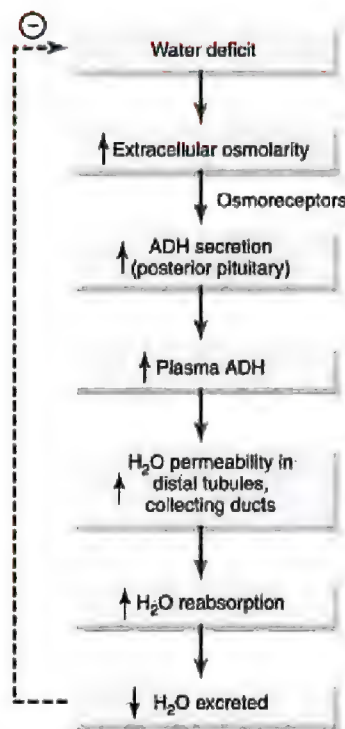 −
Water deficit
↑ Extracellular osmolarity
Osmoreceptors
ADH secretion
↑ (posterior pituitary)
↑ Plasma ADH
H₂O permeability in
↑ distal tubules,
collecting ducts
↑ H₂O reabsorption
↓ H₂O excreted